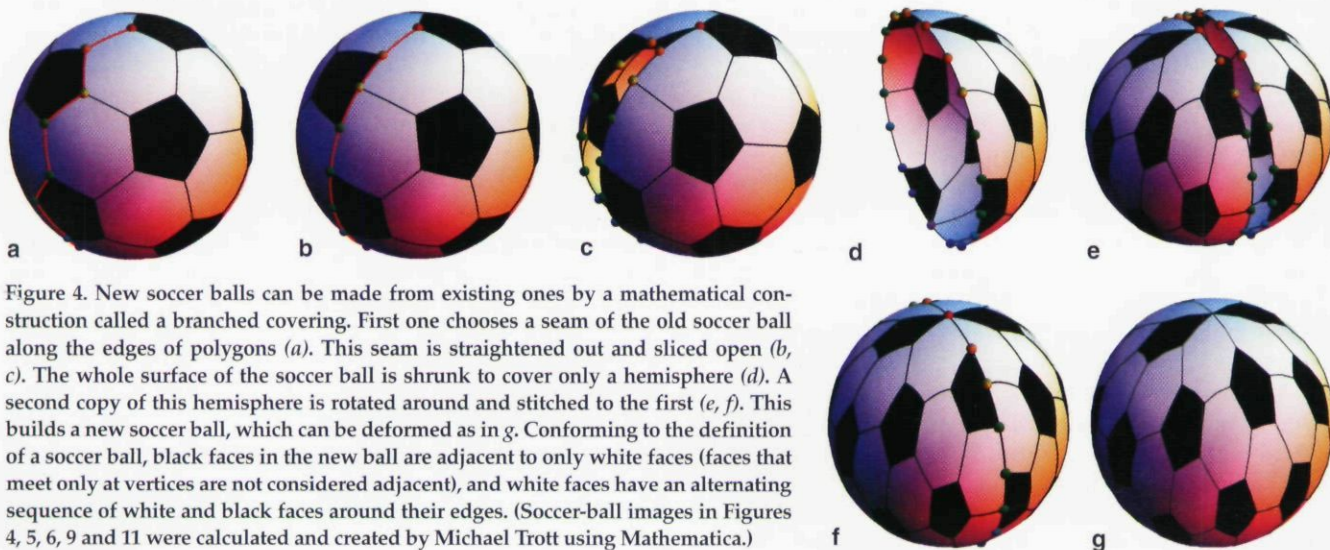 a
b
c
d
e
Figure 4. New soccer balls can be made from existing ones by a mathematical con-
struction called a branched covering. First one chooses a seam of the old soccer ball
along the edges of polygons (a). This seam is straightened out and sliced open (b,
c). The whole surface of the soccer ball is shrunk to cover only a hemisphere (d). A
second copy of this hemisphere is rotated around and stitched to the first (e, f). This
builds a new soccer ball, which can be deformed as in g. Conforming to the definition
of a soccer ball, black faces in the new ball are adjacent to only white faces (faces that
meet only at vertices are not considered adjacent), and white faces have an alternating
sequence of white and black faces around their edges. (Soccer-ball images in Figures
4, 5, 6, 9 and 11 were calculated and created by Michael Trott using Mathematica.)
f
g